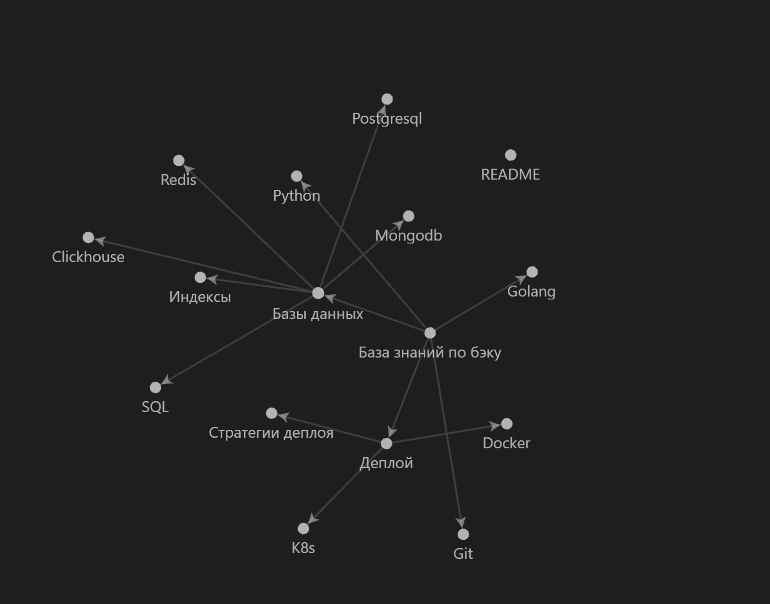 Postgresql
README
Redis
Python
Mongodb
Clickhouse
Golang
Индексы
Базы данных
База знаний по бэку
SQL
Стратегии деплоя
Docker
Деплой
K8s
Git